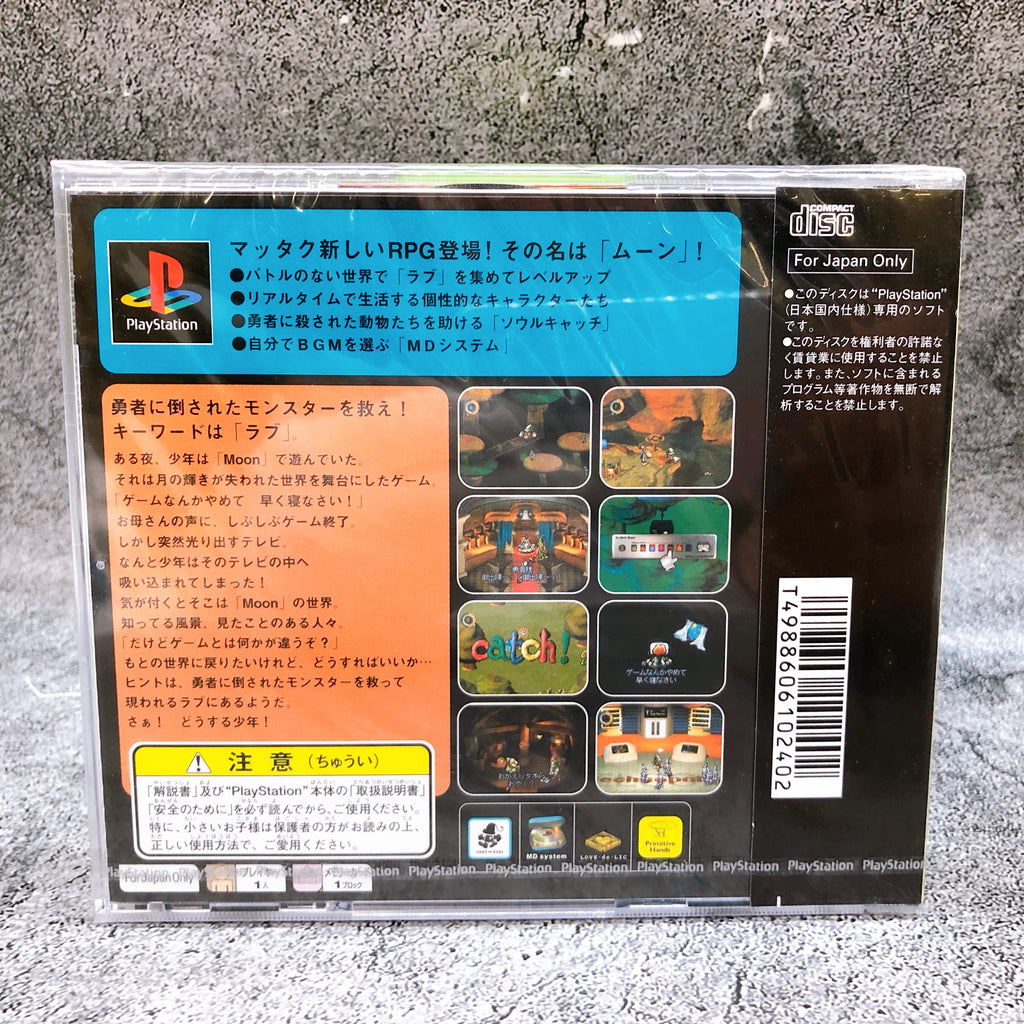 PlayStation
マッタク新しいRPG登場！その名は「ムーン」！
●バトルのない世界で「ラブ」を集めてレベルアップ
●リアルタイムで生活する個性的なキャラクターたち
●勇者に殺された動物たちを助ける「ソウルキャッチ」
●自分でBGMを選ぶ「MDシステム」
勇者に倒されたモンスターを救え！
キーワードは「ラブ」。
ある夜、少年は「Moon」で遊んでいた。
それは月の輝きが失われた世界を舞台にしたゲーム。
「ゲームなんかやめて　早く寝なさい！」
お母さんの声に、しぶしぶゲーム終了。
しかし突然光り出すテレビ。
なんと少年はそのテレビの中へ
吸い込まれてしまった！
気が付くとそこは「Moon」の世界。
知ってる風景、見たことのある人々。
「だけどゲームとは何かが違うぞ？」
もとの世界に戻りたいけれど、どうすればいいか…
ヒントは、勇者に倒されたモンスターを救って
現われるラブにあるようだ。
さぁ！　どうする少年！
catch!
ゲームなんかやめて
早く寝なさい
注意（ちゅうい）
「解説書」及び“PlayStation”本体の「取扱説明書」
「安全のために」を必ず読んでから、ご使用ください。
特に、小さいお子様は保護者の方がお読みの上、
正しい使用方法で、ご愛用ください。
MD system
LOVE・de・LIC
Primitive
Hands
For Japan Only
プレイヤー
1人
メモリーカード
1ブロック
PlayStation PlayStation PlayStation PlayStation PlayStation
COMPACT
disc
For Japan Only
●このディスクは“PlayStation”
（日本国内仕様）専用のソフト
です。
●このディスクを権利者の許諾な
く賃貸業に使用することを禁止
します。また、ソフトに含まれる
プログラム等著作物を無断で解
析することを禁止します。
T4988606102402